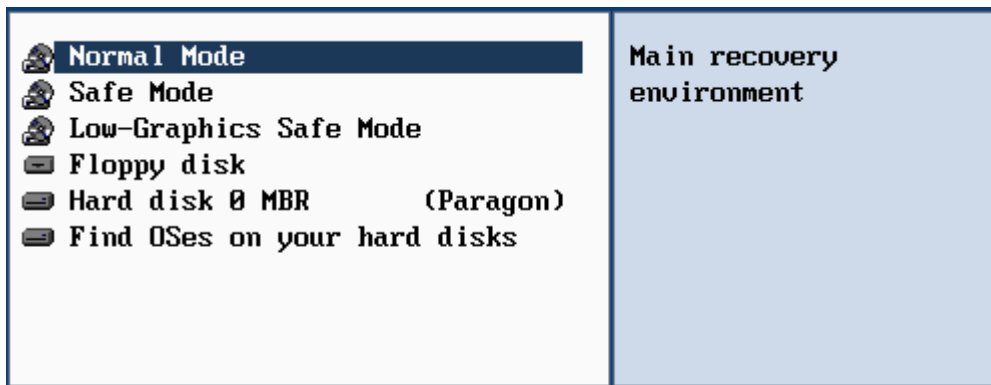 Normal Mode
Safe Mode
Low-Graphics Safe Mode
Floppy disk
Hard disk 0 MBR (Paragon)
Find OSes on your hard disks
Main recovery
environment